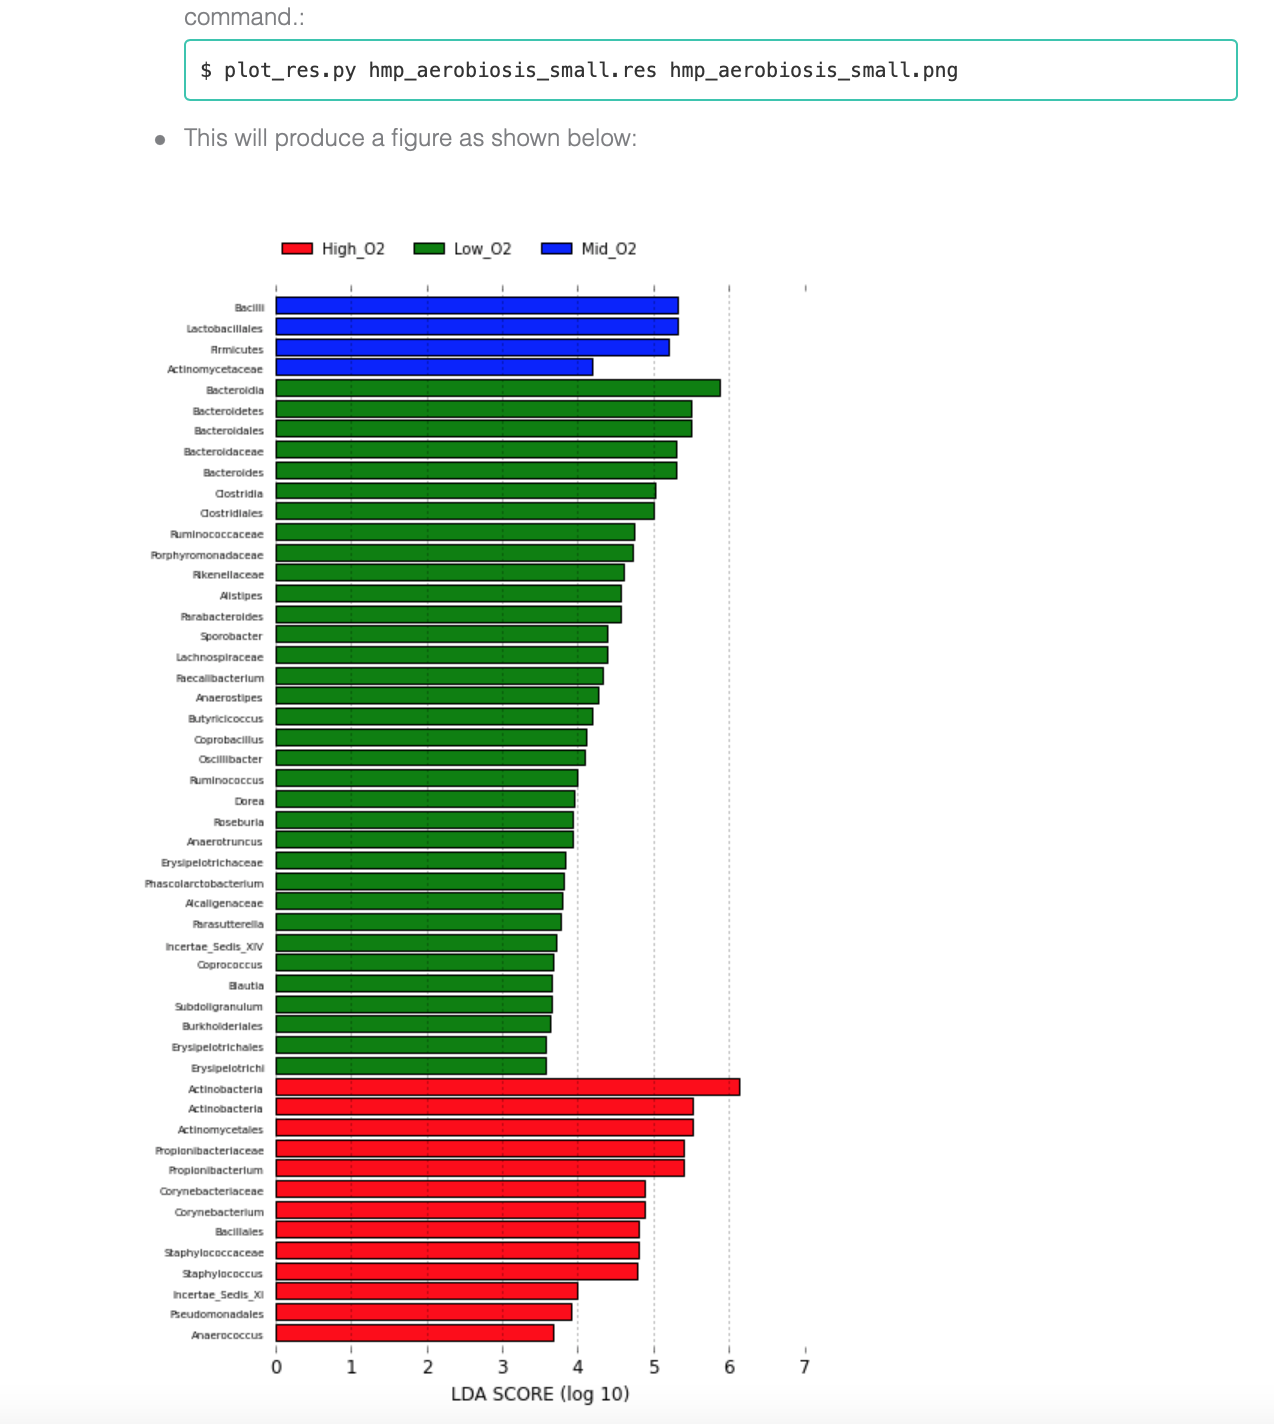 command.:
$ plot_res.py hmp_aerobiosis_small.res hmp_aerobiosis_small.png
● This will produce a figure as shown below:
High_O2 Low_O2 Mid_O2
Bacilli
Lactobacillales
Firmicutes
Actinomycetaceae
Bacteroidia
Bacteroidetes
Bacteroidales
Bacteroidaceae
Bacteroides
Clostridia
Clostridiales
Ruminococcaceae
Porphyromonadaceae
Rikenellaceae
Alistipes
Parabacteroides
Sporobacter
Lachnospiraceae
Faecalibacterium
Anaerostipes
Butyricicoccus
Coprobacillus
Oscillibacter
Ruminococcus
Dorea
Roseburia
Anaerotruncus
Erysipelotrichaceae
Phascolarctobacterium
Alcaligenaceae
Parasutterella
Incertae_Sedis_XIV
Coprococcus
Blautia
Subdoligranulum
Burkholderiales
Erysipelotrichales
Erysipelotrichi
Actinobacteria
Actinobacteria
Actinomycetales
Propionibacteriaceae
Propionibacterium
Corynebacteriaceae
Corynebacterium
Bacillales
Staphylococcaceae
Staphylococcus
Incertae_Sedis_XI
Pseudomonadales
Anaerococcus
0 1 2 3 4 5 6 7
LDA SCORE (log 10)